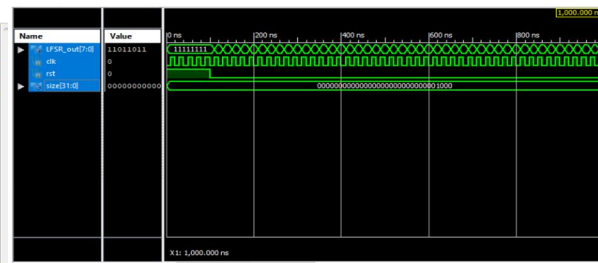 1,000.000 ns
Name Value 0 ns 200 ns 400 ns 600 ns 800 ns
LFSR_out[7:0] 11011011 11111111
clk 0
rst 0
size[31:0] 00000000000 00000000000000000000000000001000
X1: 1,000.000 ns